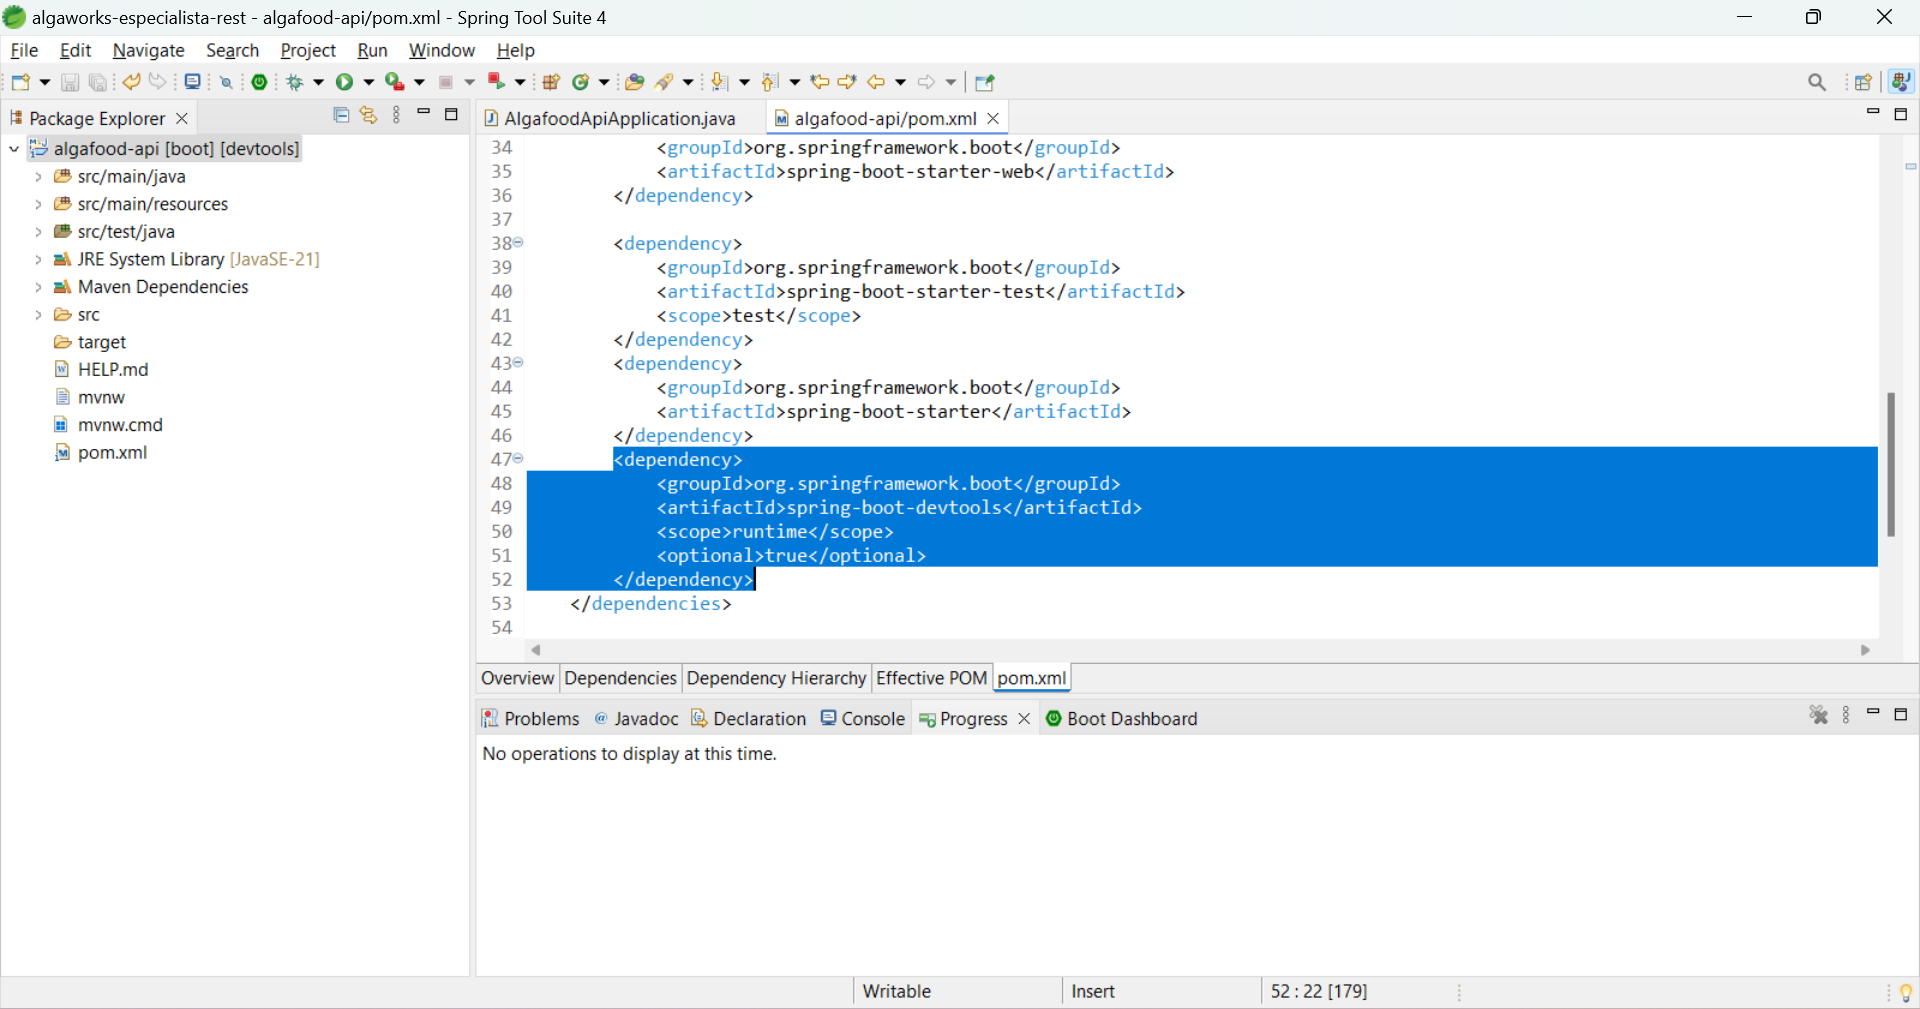 algaworks-especialista-rest - algafood-api/pom.xml - Spring Tool Suite 4
File Edit Navigate Search Project Run Window Help
Package Explorer
algafood-api [boot] [devtools]
src/main/java
src/main/resources
src/test/java
JRE System Library [JavaSE-21]
Maven Dependencies
src
target
HELP.md
mvnw
mvnw.cmd
pom.xml
AlgafoodApiApplication.java algafood-api/pom.xml
34 <groupId>org.springframework.boot</groupId>
35 <artifactId>spring-boot-starter-web</artifactId>
36 </dependency>
37
38 <dependency>
39 <groupId>org.springframework.boot</groupId>
40 <artifactId>spring-boot-starter-test</artifactId>
41 <scope>test</scope>
42 </dependency>
43 <dependency>
44 <groupId>org.springframework.boot</groupId>
45 <artifactId>spring-boot-starter</artifactId>
46 </dependency>
47 <dependency>
48 <groupId>org.springframework.boot</groupId>
49 <artifactId>spring-boot-devtools</artifactId>
50 <scope>runtime</scope>
51 <optional>true</optional>
52 </dependency>
53 </dependencies>
54
Overview Dependencies Dependency Hierarchy Effective POM pom.xml
Problems @ Javadoc Declaration Console Progress Boot Dashboard
No operations to display at this time.
Writable Insert 52 : 22 [179]